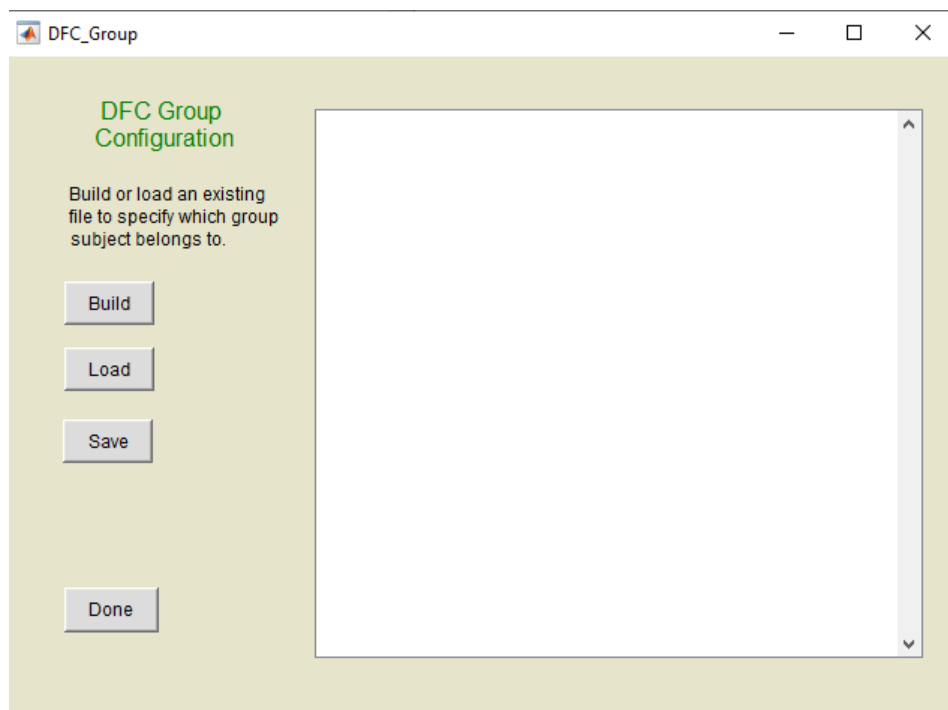 DFC_Group
DFC Group
Configuration
Build or load an existing
file to specify which group
subject belongs to.
Build
Load
Save
Done